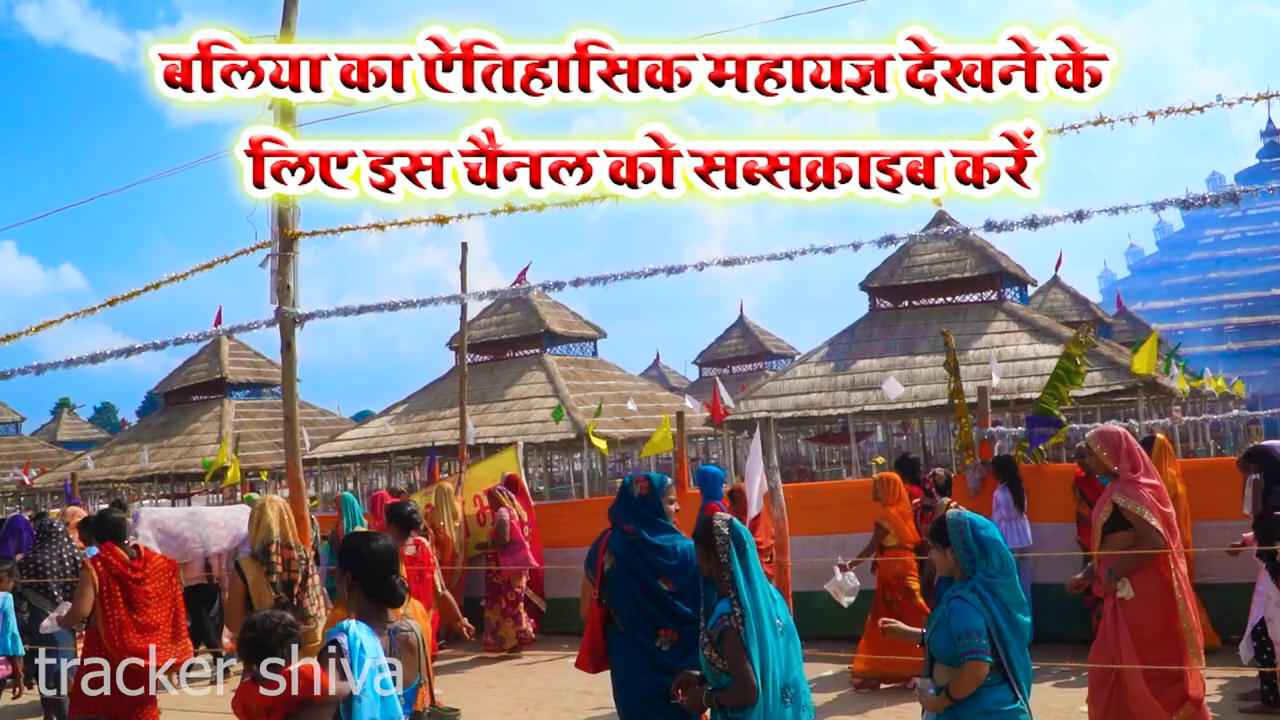 बलिया का ऐतिहासिक महायज्ञ देखने के
लिए इस चैनल को सब्सक्राइब करें
tracker shiva